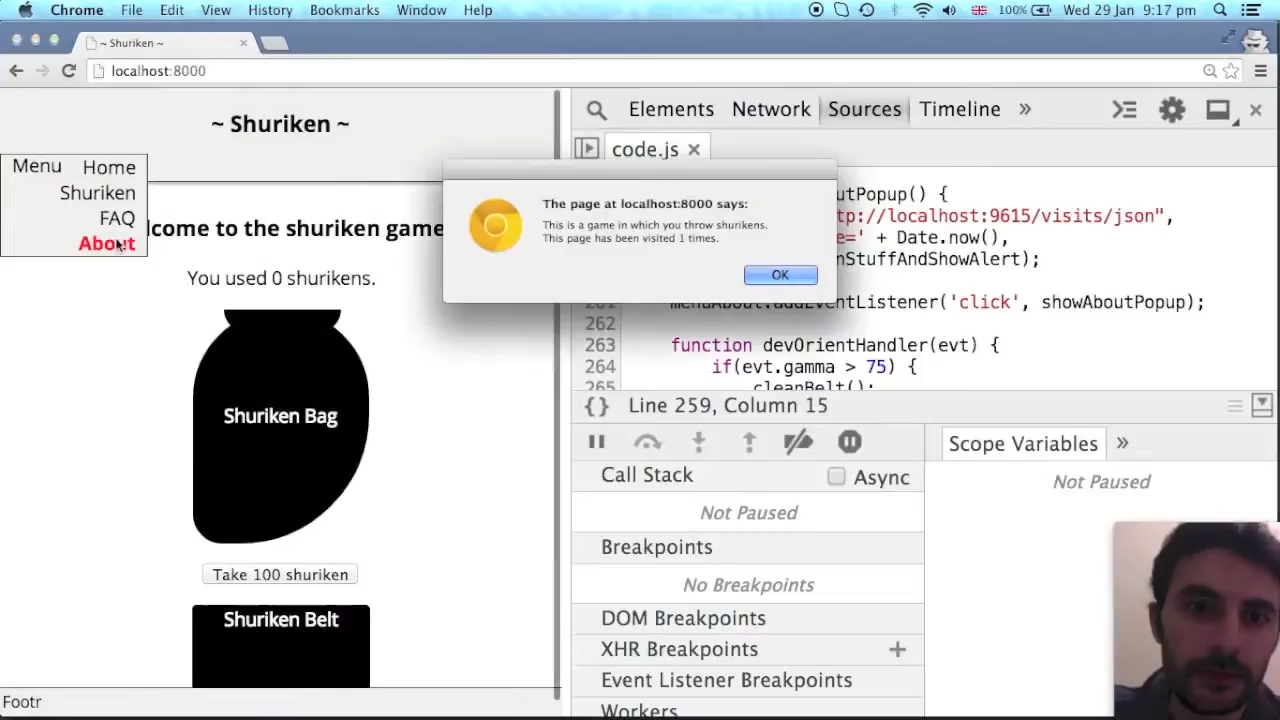 Chrome File Edit View History Bookmarks Window Help 100% Wed 29 Jan 9:17 pm
~ Shuriken ~
localhost:8000
~ Shuriken ~
Menu Home
Shuriken
FAQ
About
lcome to the shuriken game
You used 0 shurikens.
Shuriken Bag
Take 100 shuriken
Shuriken Belt
Footr
The page at localhost:8000 says:
This is a game in which you throw shurikens.
This page has been visited 1 times.
OK
Elements Network Sources Timeline »
code.js
outPopup() {
tp://localhost:9615/visits/json",
=' + Date.now(),
nStuffAndShowAlert);
menuAbout.addEventListener('click', showAboutPopup);
262
263 function devOrientHandler(evt) {
264 if(evt.gamma > 75) {
265 cleanBelt();
{ } Line 259, Column 15
Call Stack Async
Not Paused
Breakpoints
No Breakpoints
DOM Breakpoints
XHR Breakpoints +
Event Listener Breakpoints
Workers
Scope Variables »
Not Paused